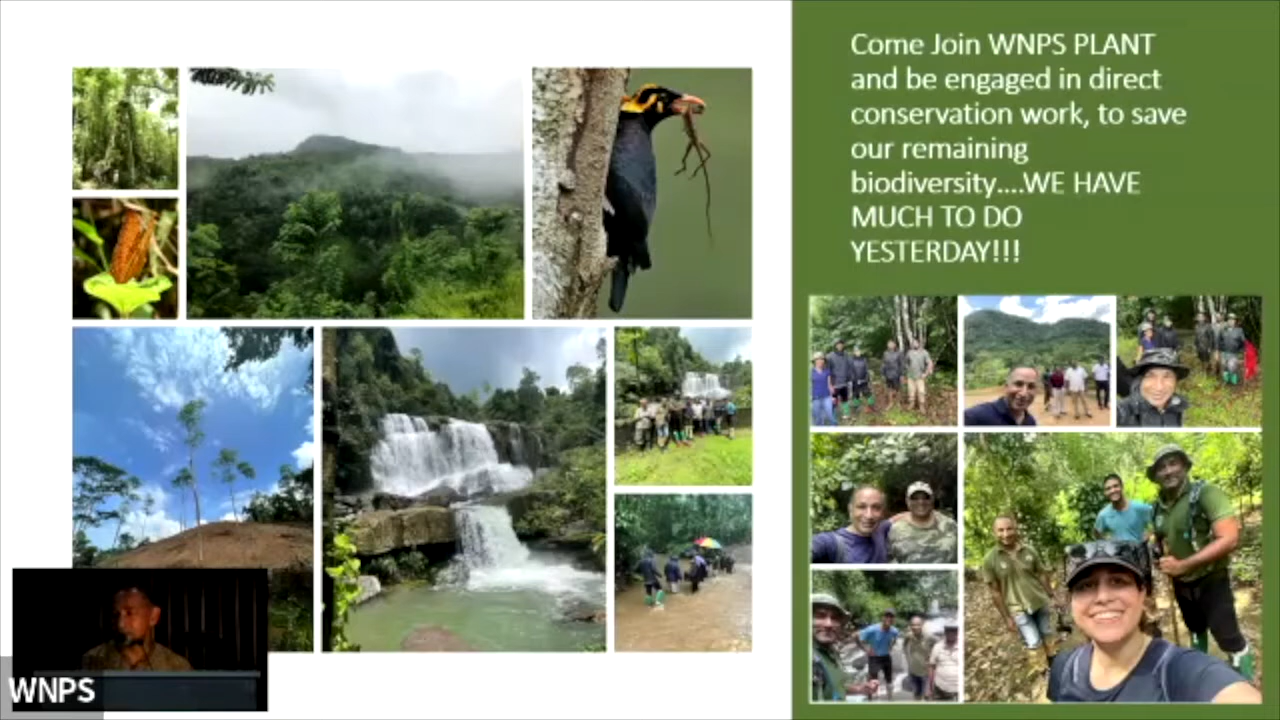 Come Join WNPS PLANT
and be engaged in direct
conservation work, to save
our remaining
biodiversity....WE HAVE
MUCH TO DO
YESTERDAY!!!
WNPS